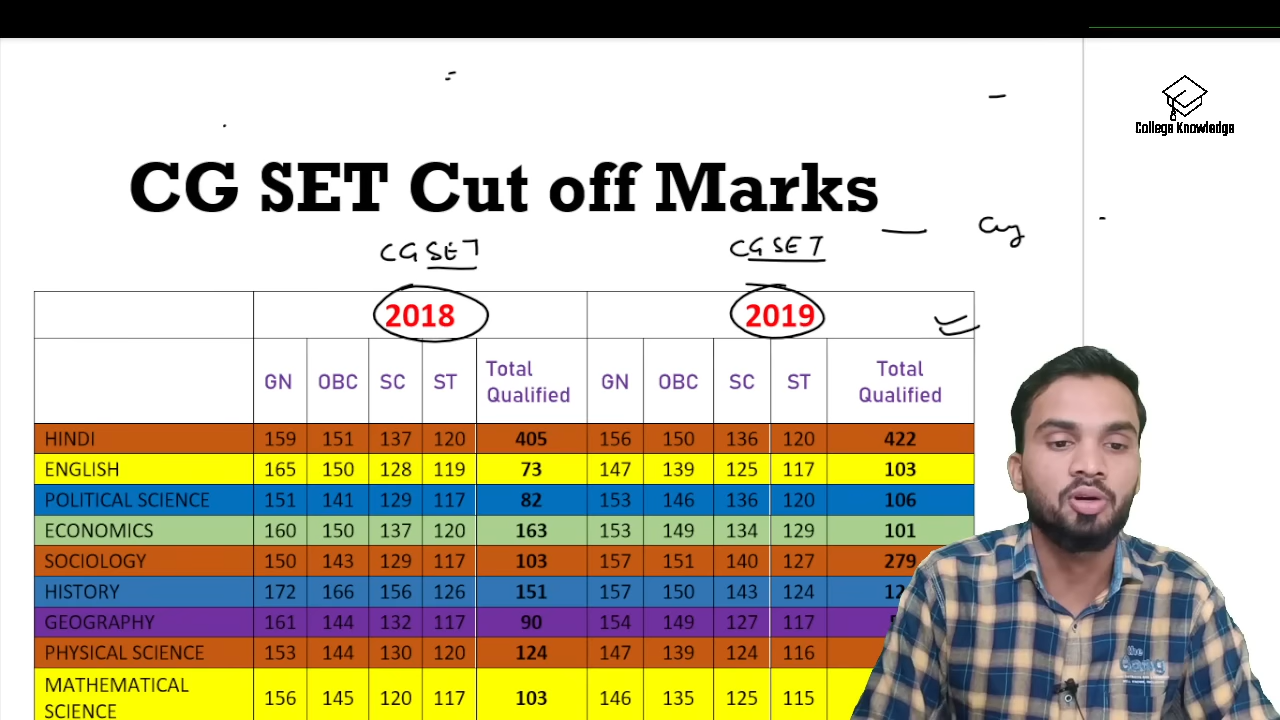 College Knowledge
CG SET Cut off Marks
CG SET CG SET
2018 2019
GN OBC SC ST Total Qualified GN OBC SC ST Total Qualified
HINDI 159 151 137 120 405 156 150 136 120 422
ENGLISH 165 150 128 119 73 147 139 125 117 103
POLITICAL SCIENCE 151 141 129 117 82 153 146 136 120 106
ECONOMICS 160 150 137 120 163 153 149 134 129 101
SOCIOLOGY 150 143 129 117 103 157 151 140 127 279
HISTORY 172 166 156 126 151 157 150 143 124
GEOGRAPHY 161 144 132 117 90 154 149 127 117
PHYSICAL SCIENCE 153 144 130 120 124 147 139 124 116
MATHEMATICAL SCIENCE 156 145 120 117 103 146 135 125 115